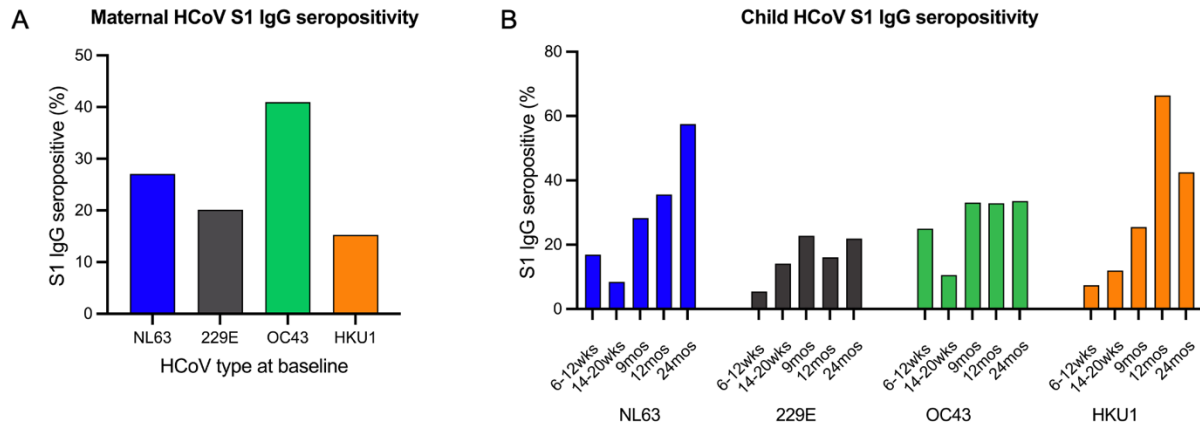 A
Maternal HCoV S1 IgG seropositivity
S1 IgG seropositive (%)
50
40
30
20
10
0
NL63 229E OC43 HKU1
HCoV type at baseline
B
Child HCoV S1 IgG seropositivity
S1 IgG seropositive (%
80
60
40
20
0
6-12wks 14-20wks 9mos 12mos 24mos
6-12wks 14-20wks 9mos 12mos 24mos
6-12wks 14-20wks 9mos 12mos 24mos
6-12wks 14-20wks 9mos 12mos 24mos
NL63 229E OC43 HKU1